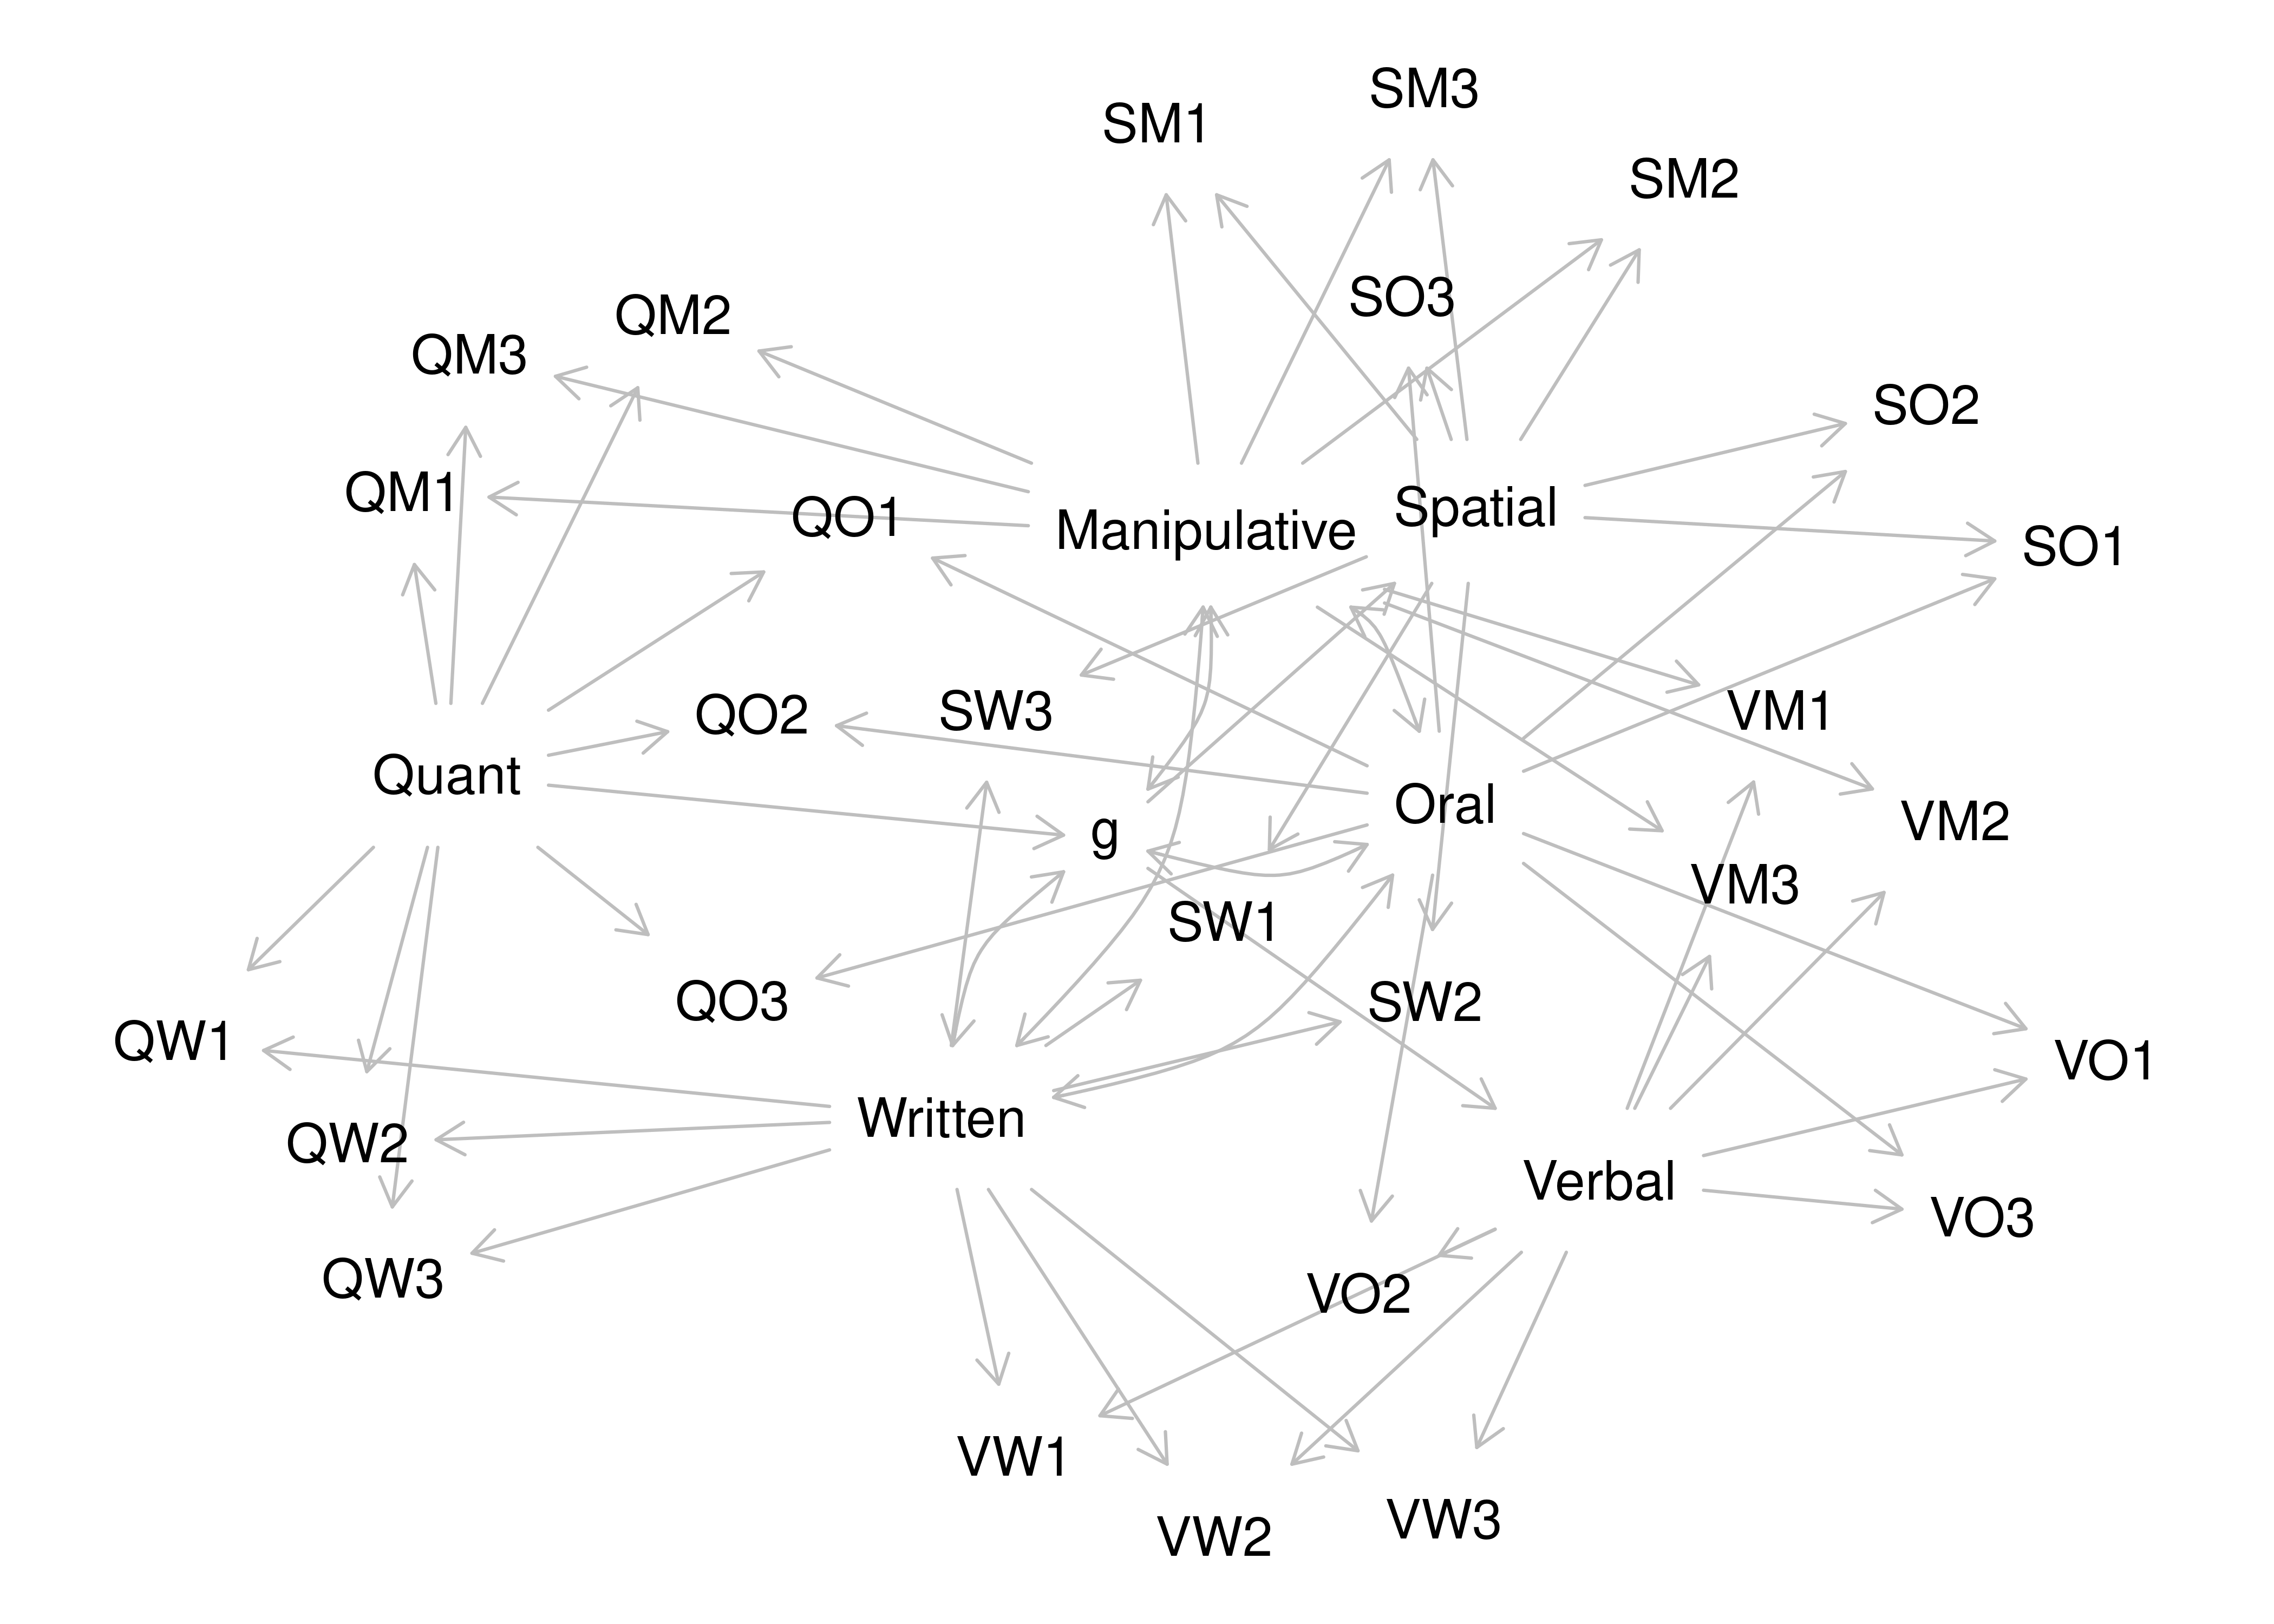 SM3
SM1
SM2
SO3
QM2
QM3
SO2
QM1
QO1
Spatial
Manipulative
SO1
QO2
SW3
VM1
Quant
Oral
g
VM2
VM3
SW1
QO3
SW2
QW1
VO1
Written
QW2
Verbal
VO3
QW3
VO2
VW1
VW3
VW2